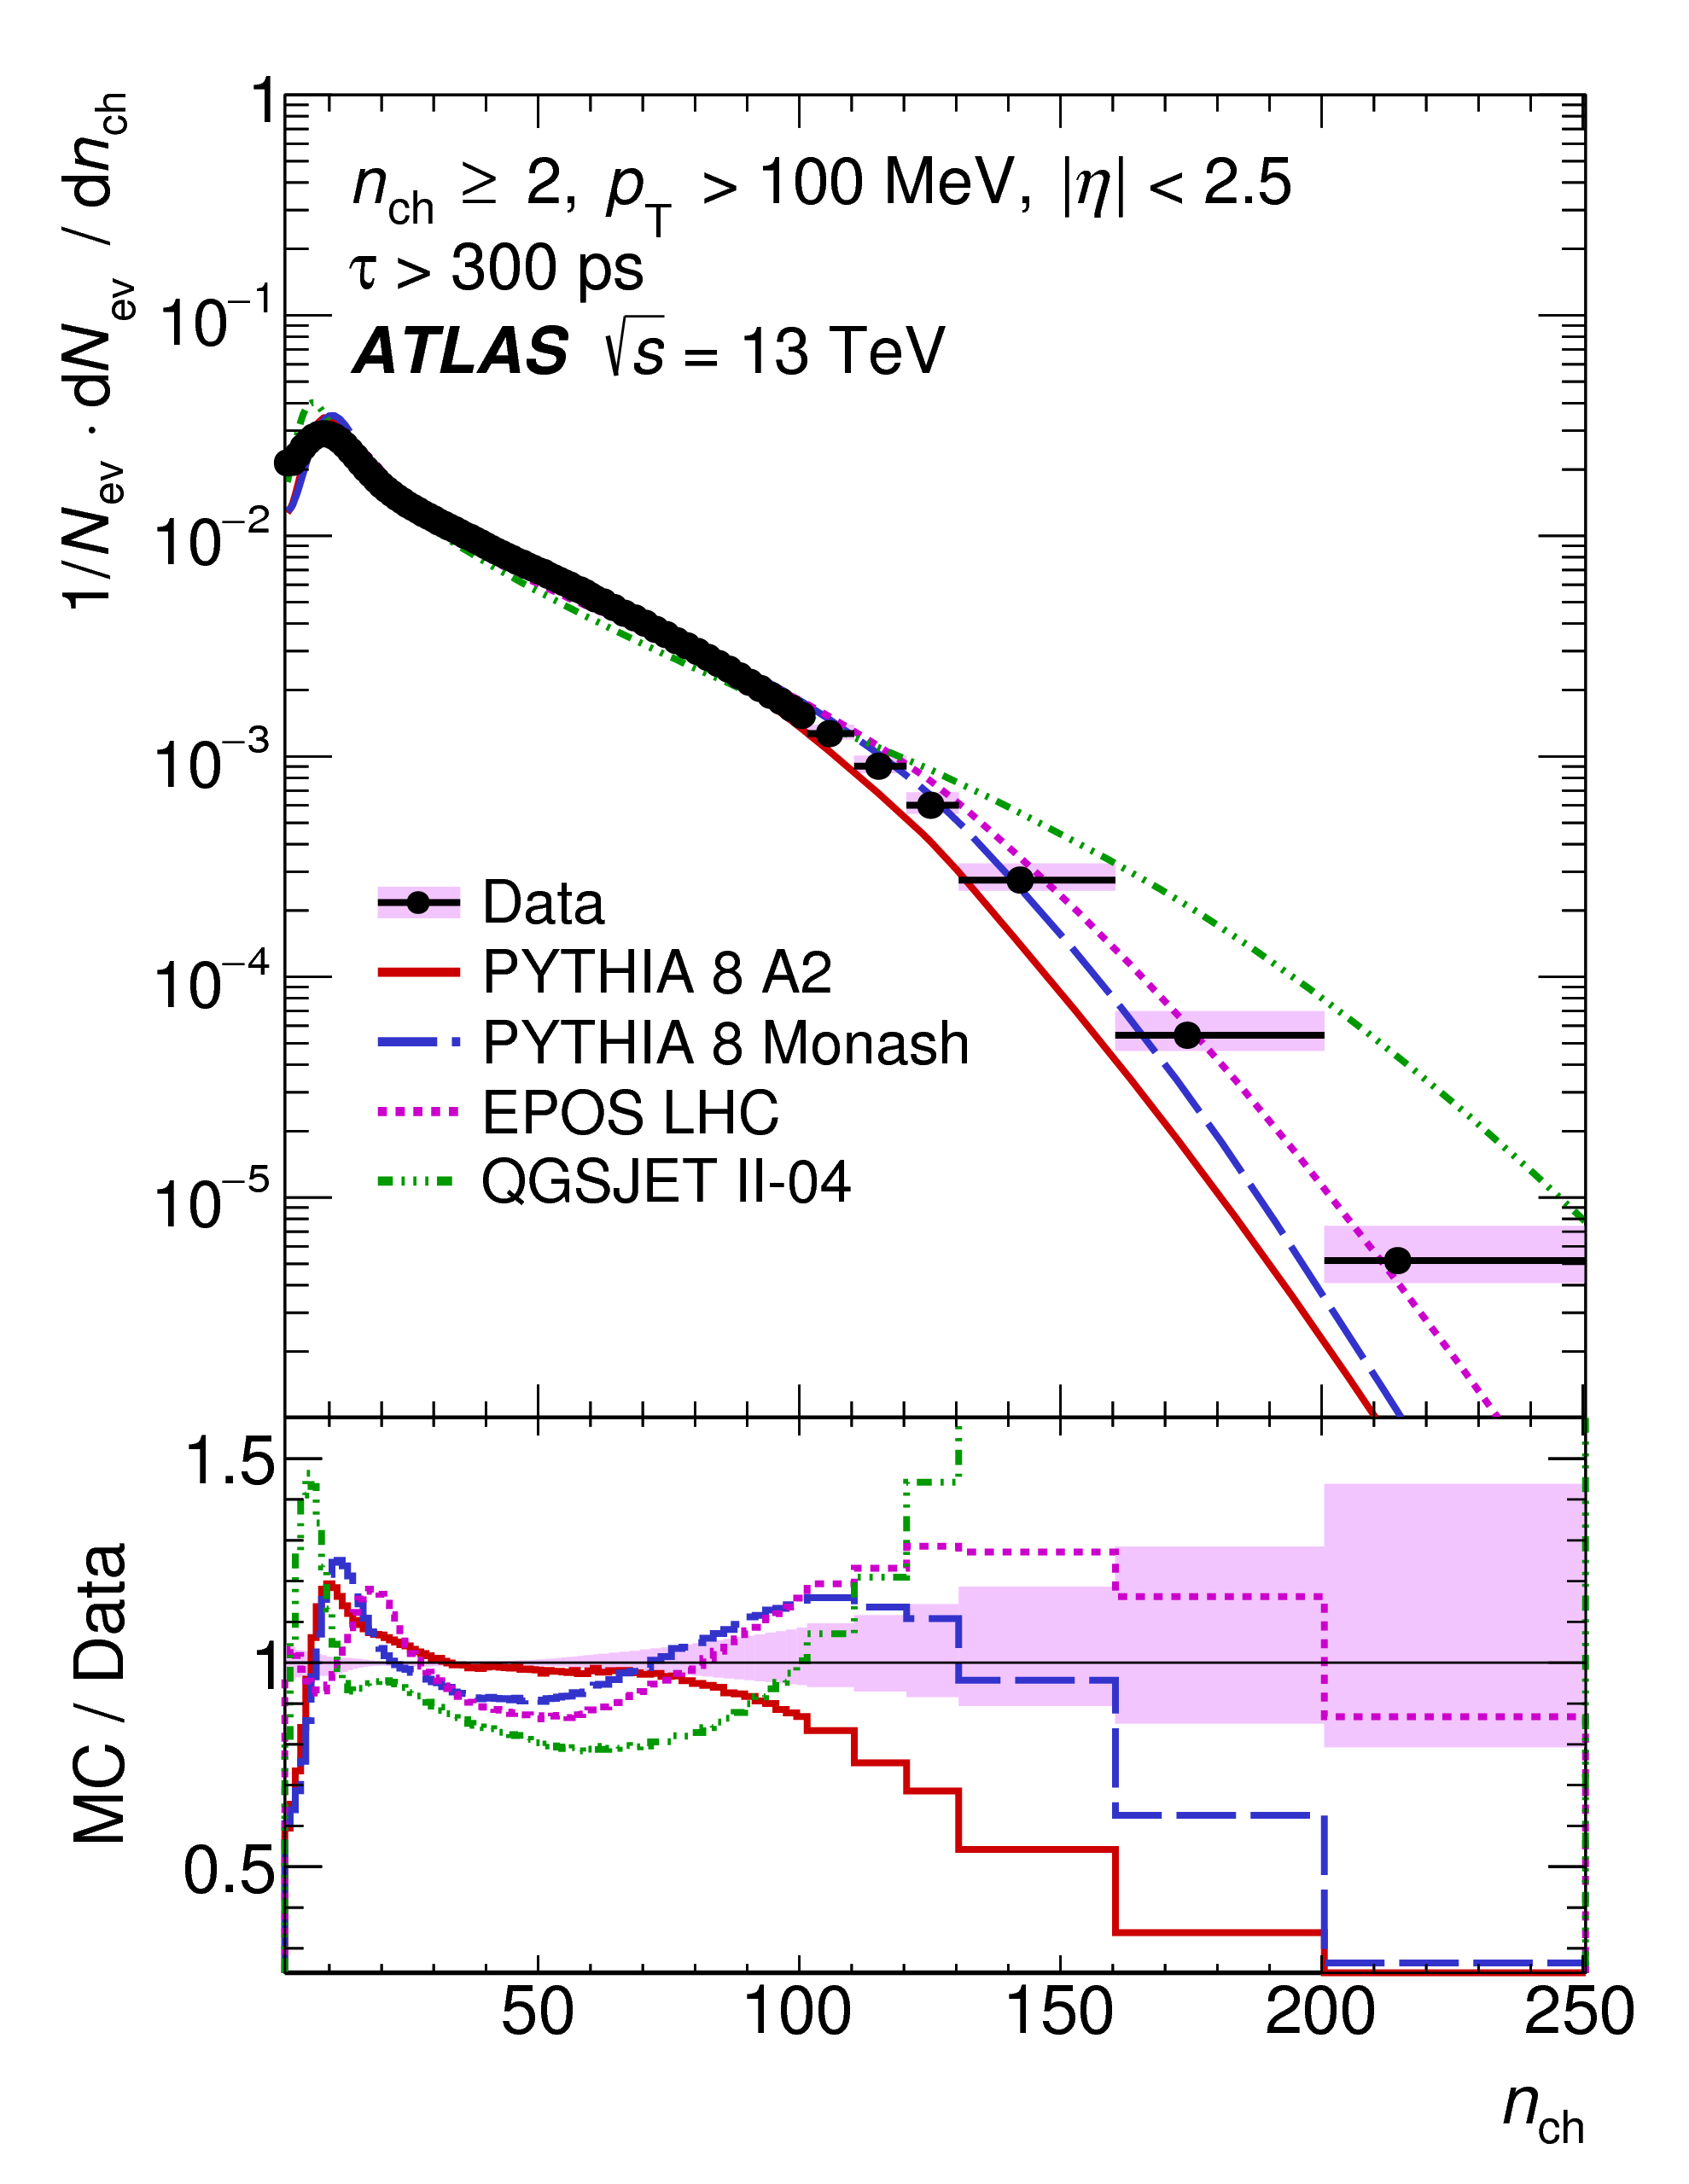 1/N_ev · dN_ev / dn_ch
1
10⁻¹
10⁻²
10⁻³
10⁻⁴
10⁻⁵
n_ch ≥ 2, p_T > 100 MeV, |η| < 2.5
τ > 300 ps
ATLAS √s = 13 TeV
Data
PYTHIA 8 A2
PYTHIA 8 Monash
EPOS LHC
QGSJET II-04
MC / Data
1.5
1
0.5
50 100 150 200 250
n_ch